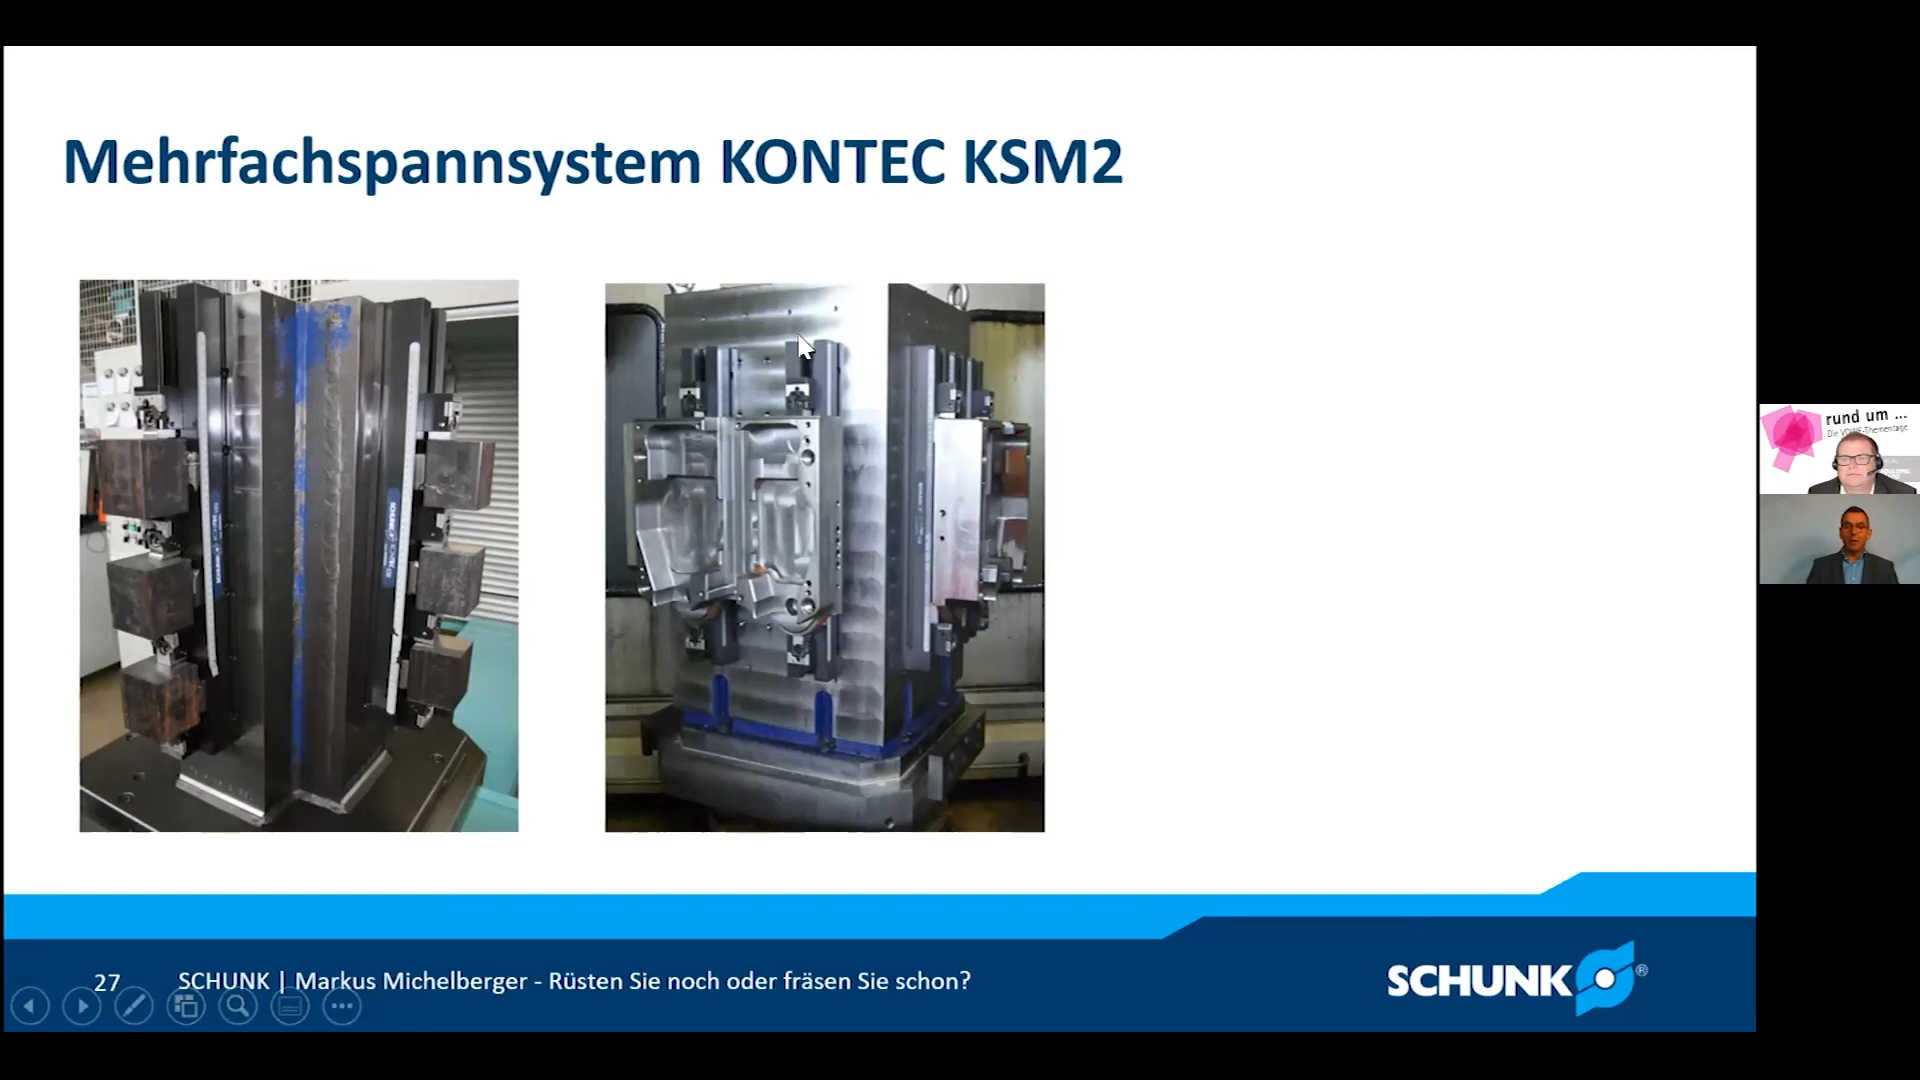 Mehrfachspannsystem KONTEC KSM2
rund um ...
Die VDWF-Thementage
27
SCHUNK | Markus Michelberger - Rüsten Sie noch oder fräsen Sie schon?
SCHUNK ®